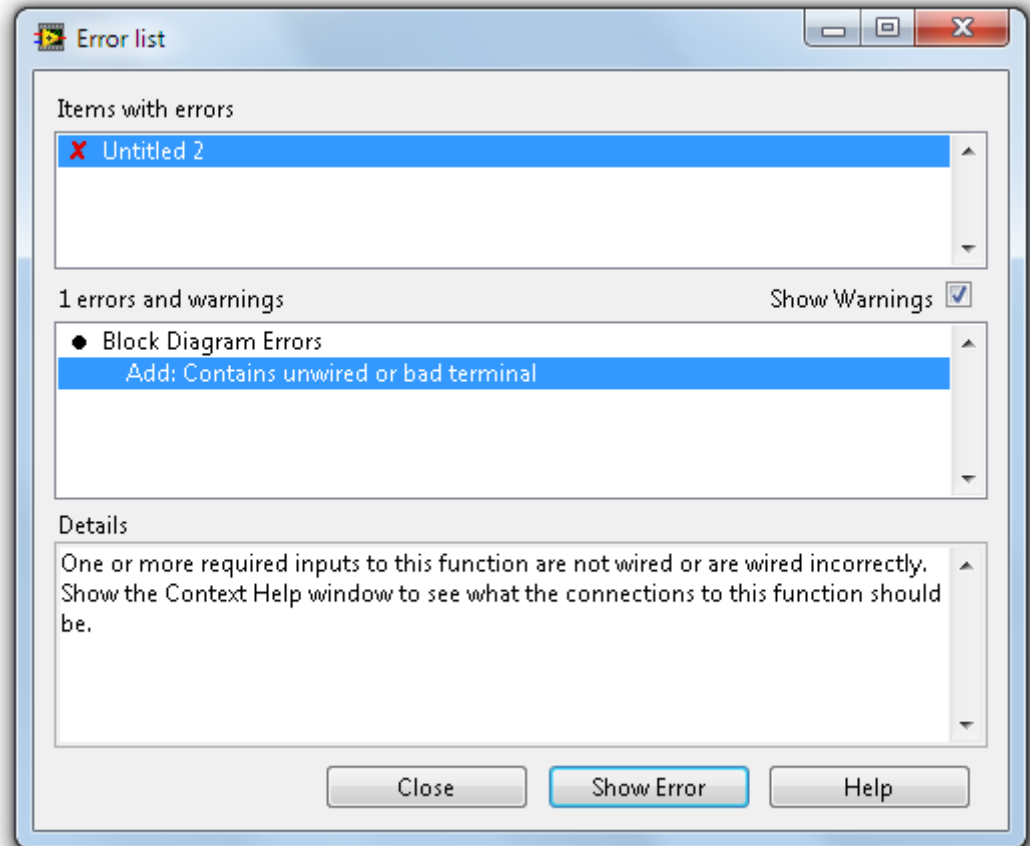 Error list
Items with errors
Untitled 2
1 errors and warnings
Show Warnings
Block Diagram Errors
Add: Contains unwired or bad terminal
Details
One or more required inputs to this function are not wired or are wired incorrectly.
Show the Context Help window to see what the connections to this function should
be.
Close
Show Error
Help